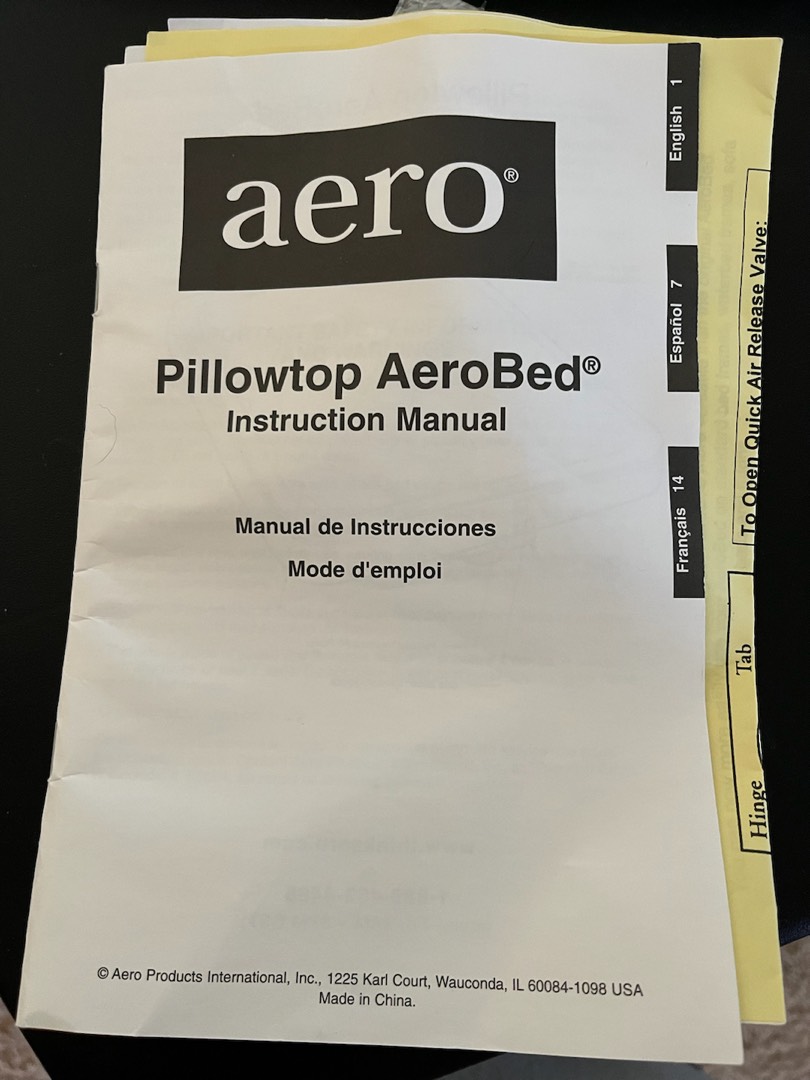 aero®
Pillowtop AeroBed®
Instruction Manual
Manual de Instrucciones
Mode d'emploi
© Aero Products International, Inc., 1225 Karl Court, Wauconda, IL 60084-1098 USA
Made in China.
English 1
Español 7
Français 14
To Open Quick Air Release Valve:
Tab
Hinge